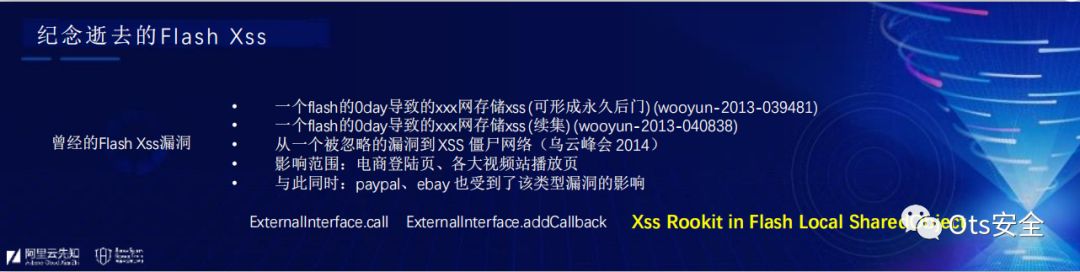 纪念逝去的Flash Xss
• 一个flash的0day导致的xxx网存储xss(可形成永久后门)(wooyun-2013-039481)
• 一个flash的0day导致的xxx网存储xss(续集)(wooyun-2013-040838)
曾经的Flash Xss漏洞
• 从一个被忽略的漏洞到XSS 僵尸网络（乌云峰会 2014）
• 影响范围：电商登陆页、各大视频站播放页
• 与此同时：paypal、ebay 也受到了该类型漏洞的影响
ExternalInterface.call ExternalInterface.addCallback Xss Rookit in Flash Local Shared
Ots安全
阿里云先知